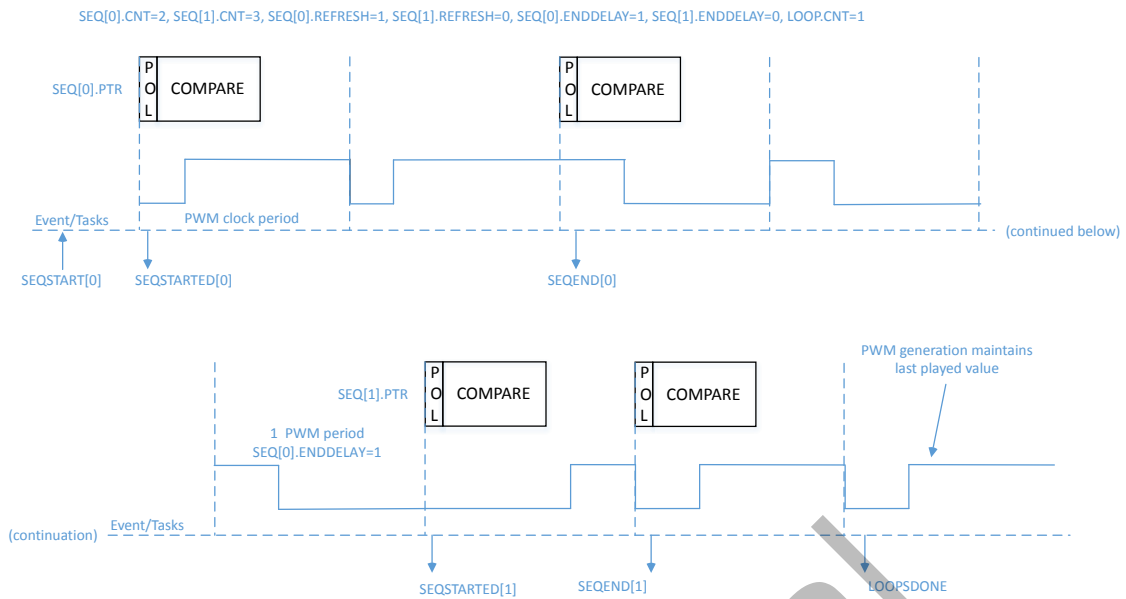 SEQ[0].CNT=2, SEQ[1].CNT=3, SEQ[0].REFRESH=1, SEQ[1].REFRESH=0, SEQ[0].ENDDELAY=1, SEQ[1].ENDDELAY=0, LOOP.CNT=1
SEQ[0].PTR
P
O
L
COMPARE
P
O
L
COMPARE
Event/Tasks
PWM clock period
(continued below)
SEQSTART[0]
SEQSTARTED[0]
SEQEND[0]
PWM generation maintains
last played value
SEQ[1].PTR
P
O
L
COMPARE
P
O
L
COMPARE
1 PWM period
SEQ[0].ENDDELAY=1
(continuation)
Event/Tasks
SEQSTARTED[1]
SEQEND[1]
LOOPSDONE